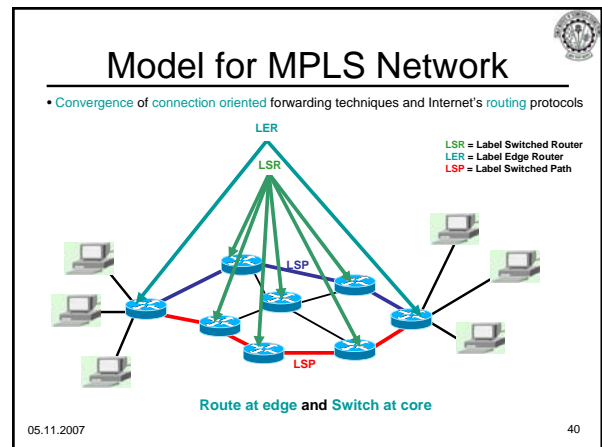 Model for MPLS Network
• Convergence of connection oriented forwarding techniques and Internet's routing protocols
LER
LSR = Label Switched Router
LER = Label Edge Router
LSP = Label Switched Path
LSR
LSP
LSP
Route at edge and Switch at core
05.11.2007
40